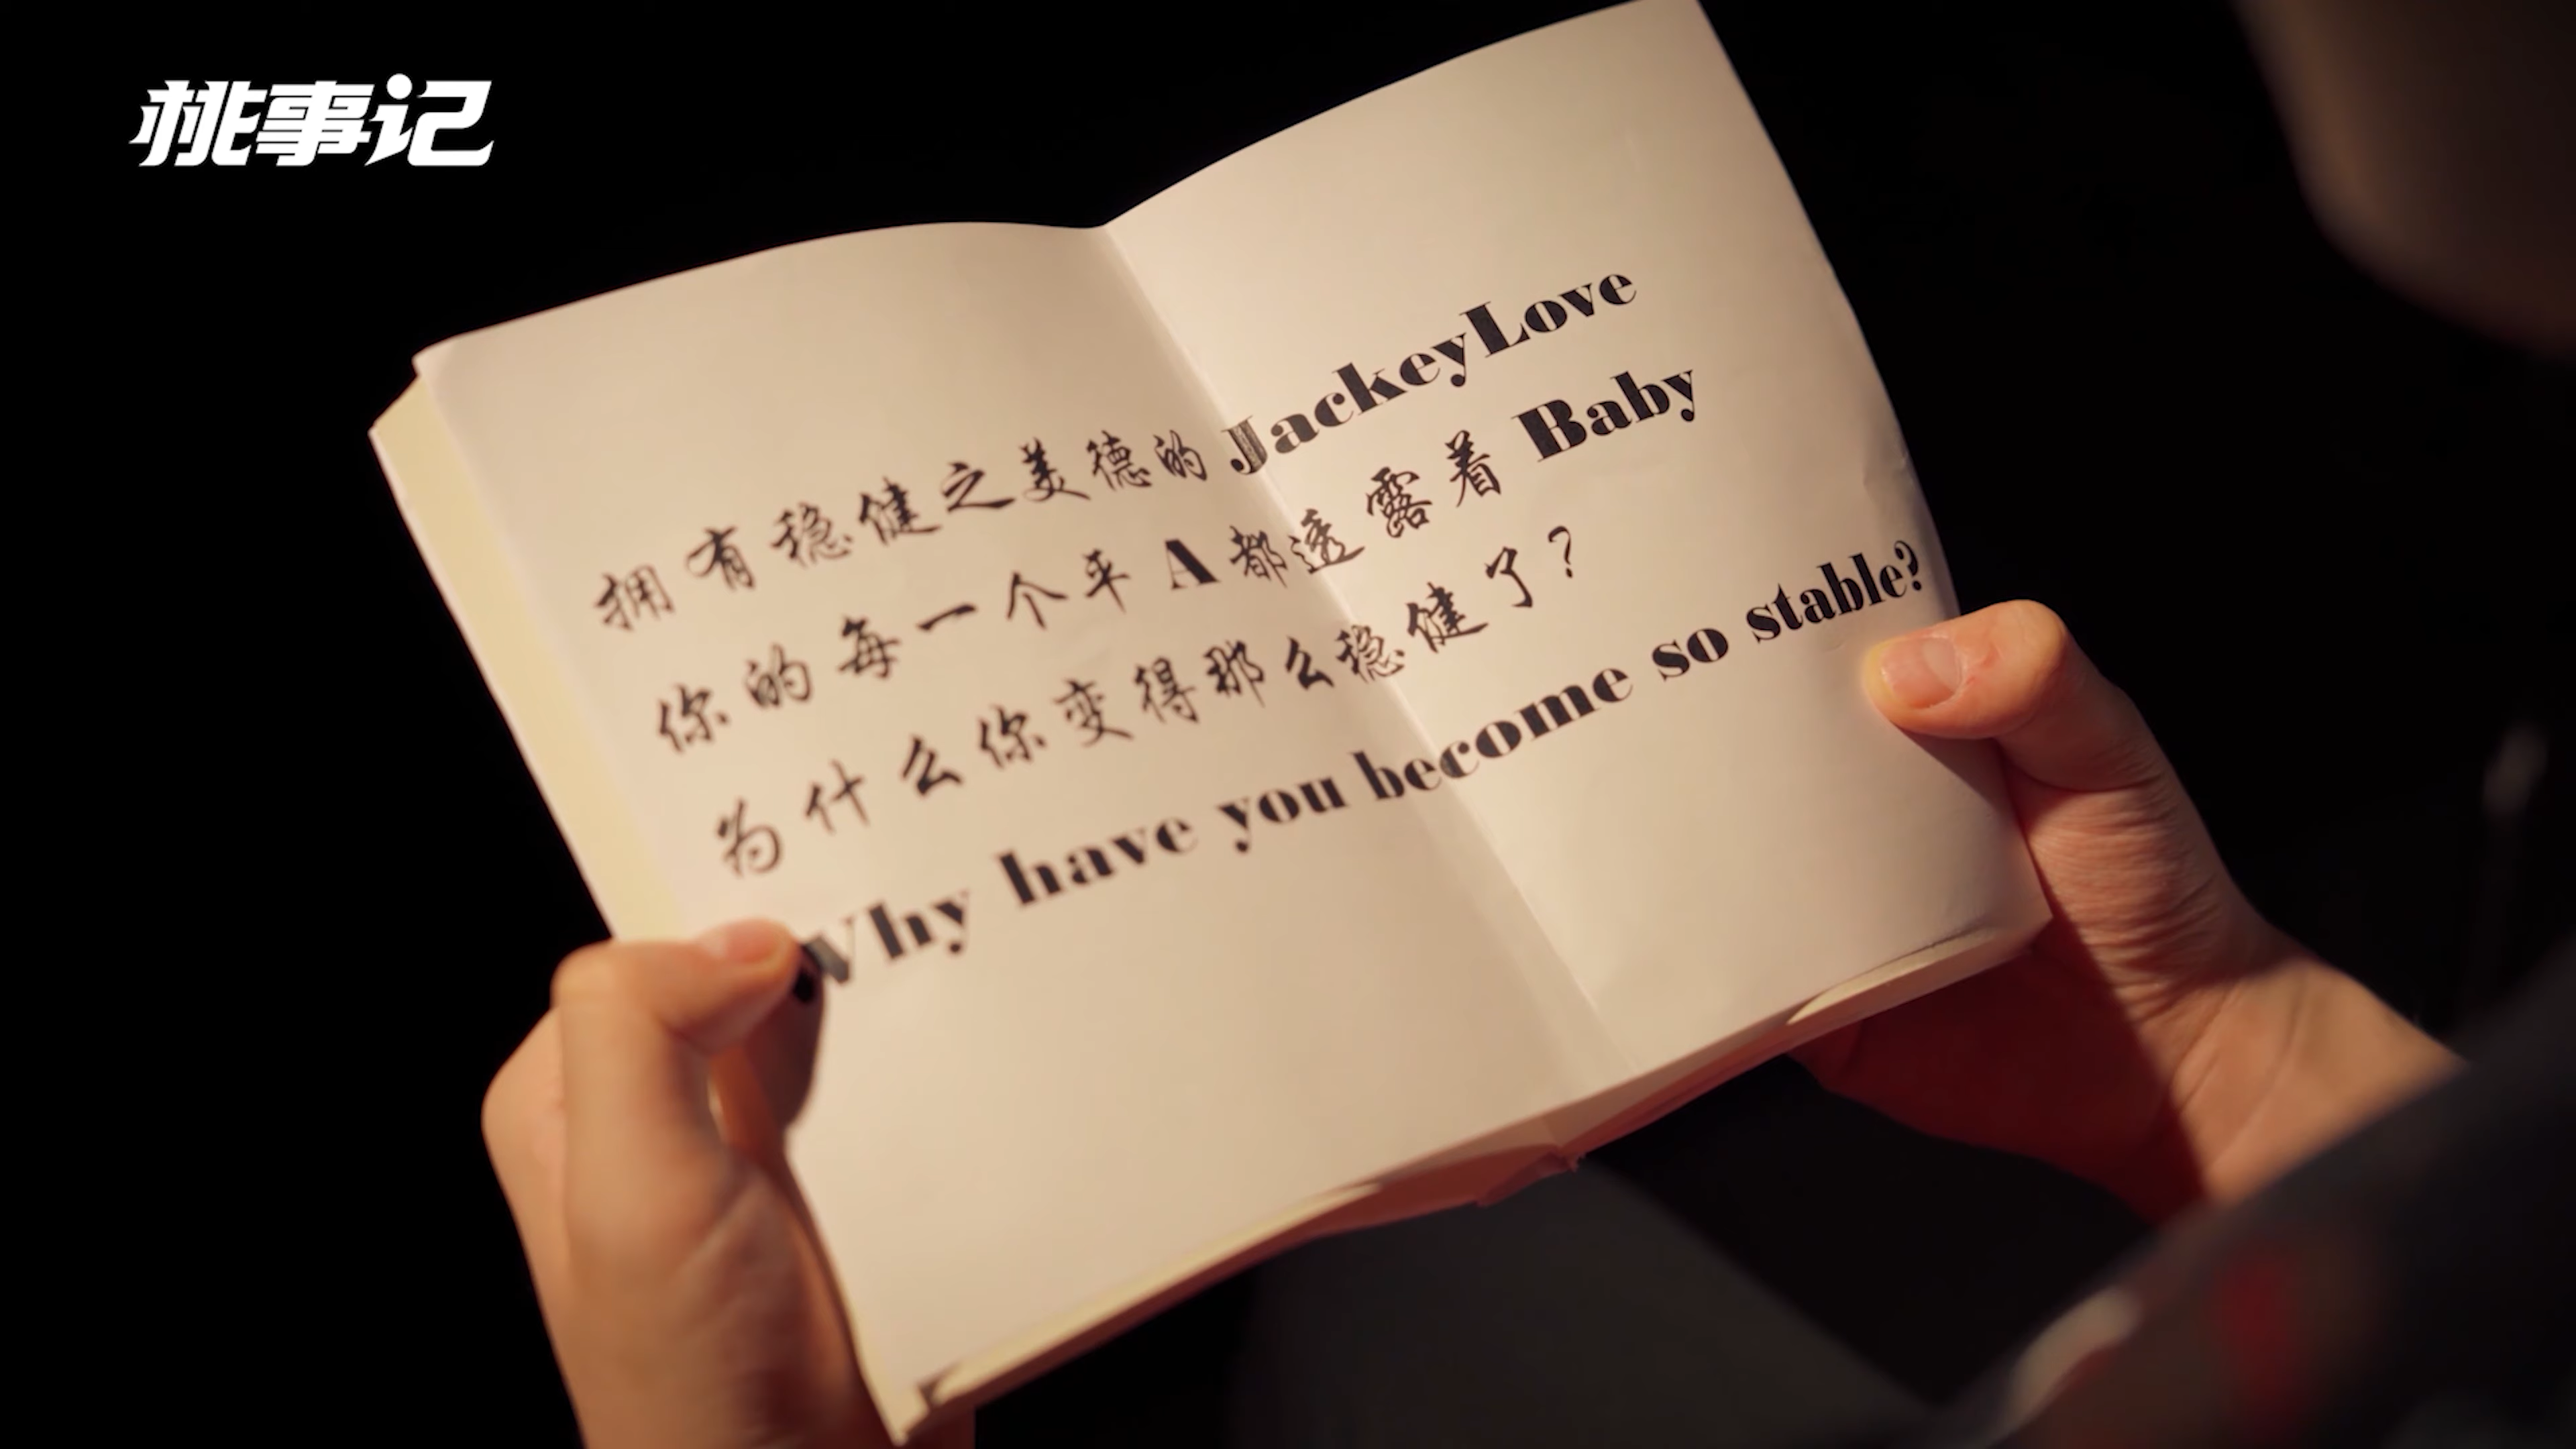 桃事记
拥有稳健之美德的JackeyLove
你的每一个平A都透露着Baby
为什么你变得那么稳健了？
Why have you become so stable?